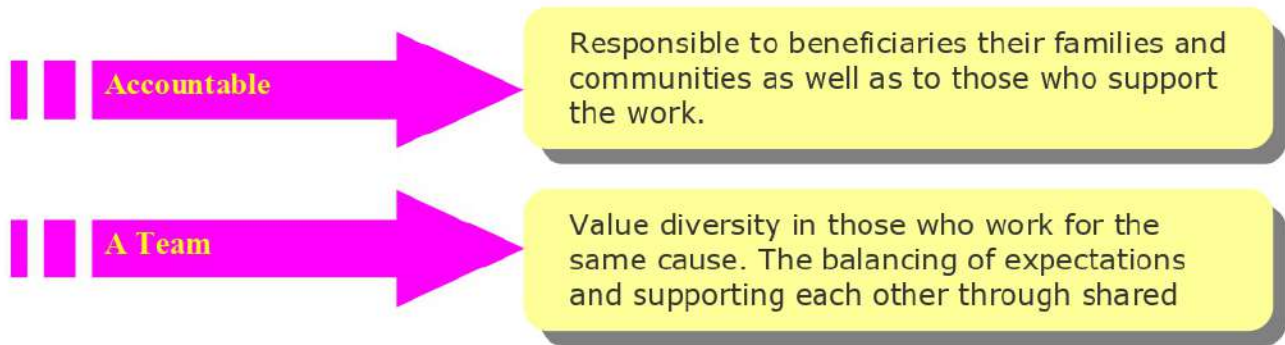 Accountable
Responsible to beneficiaries their families and
communities as well as to those who support
the work.
A Team
Value diversity in those who work for the
same cause. The balancing of expectations
and supporting each other through shared